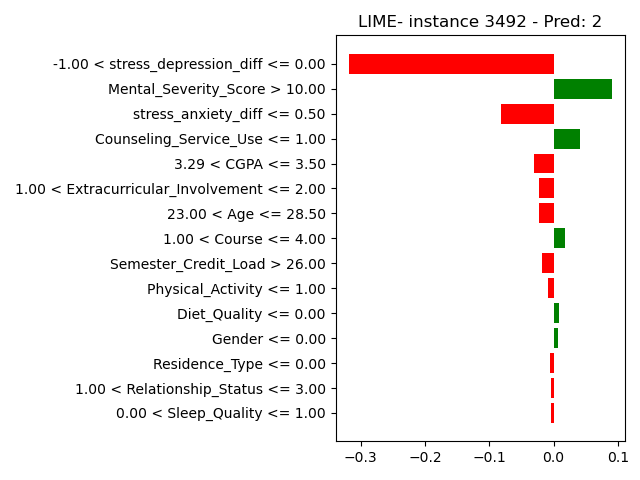 LIME- instance 3492 - Pred: 2
-1.00 < stress_depression_diff <= 0.00
Mental_Severity_Score > 10.00
stress_anxiety_diff <= 0.50
Counseling_Service_Use <= 1.00
3.29 < CGPA <= 3.50
1.00 < Extracurricular_Involvement <= 2.00
23.00 < Age <= 28.50
1.00 < Course <= 4.00
Semester_Credit_Load > 26.00
Physical_Activity <= 1.00
Diet_Quality <= 0.00
Gender <= 0.00
Residence_Type <= 0.00
1.00 < Relationship_Status <= 3.00
0.00 < Sleep_Quality <= 1.00
−0.3 −0.2 −0.1 0.0 0.1